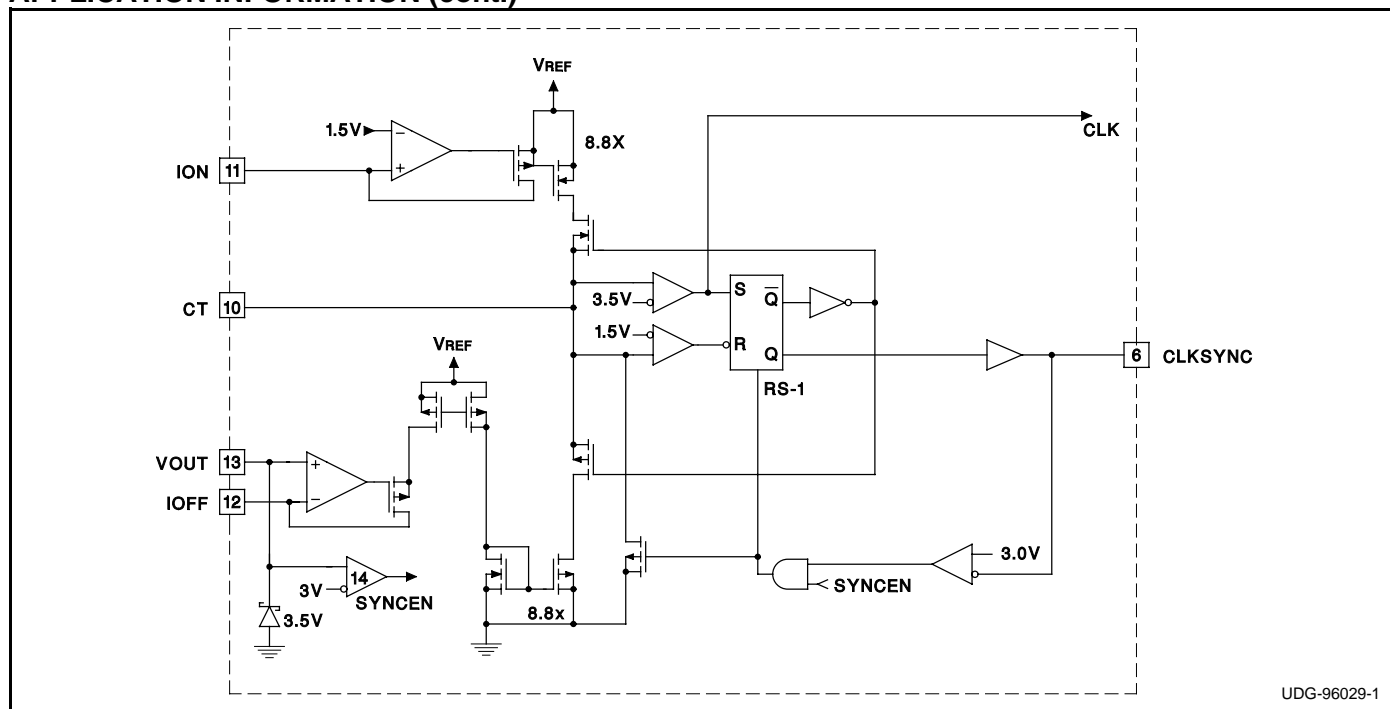 APPLICATION INFORMATION (cont.)
VREF
8.8X
1.5V
CLK
ION 11
3.5V
S
Q
CT 10
1.5V
R
Q
6 CLKSYNC
RS-1
VREF
VOUT 13
IOFF 12
3.0V
14
3V
SYNCEN
SYNCEN
3.5V
8.8x
UDG-96029-1